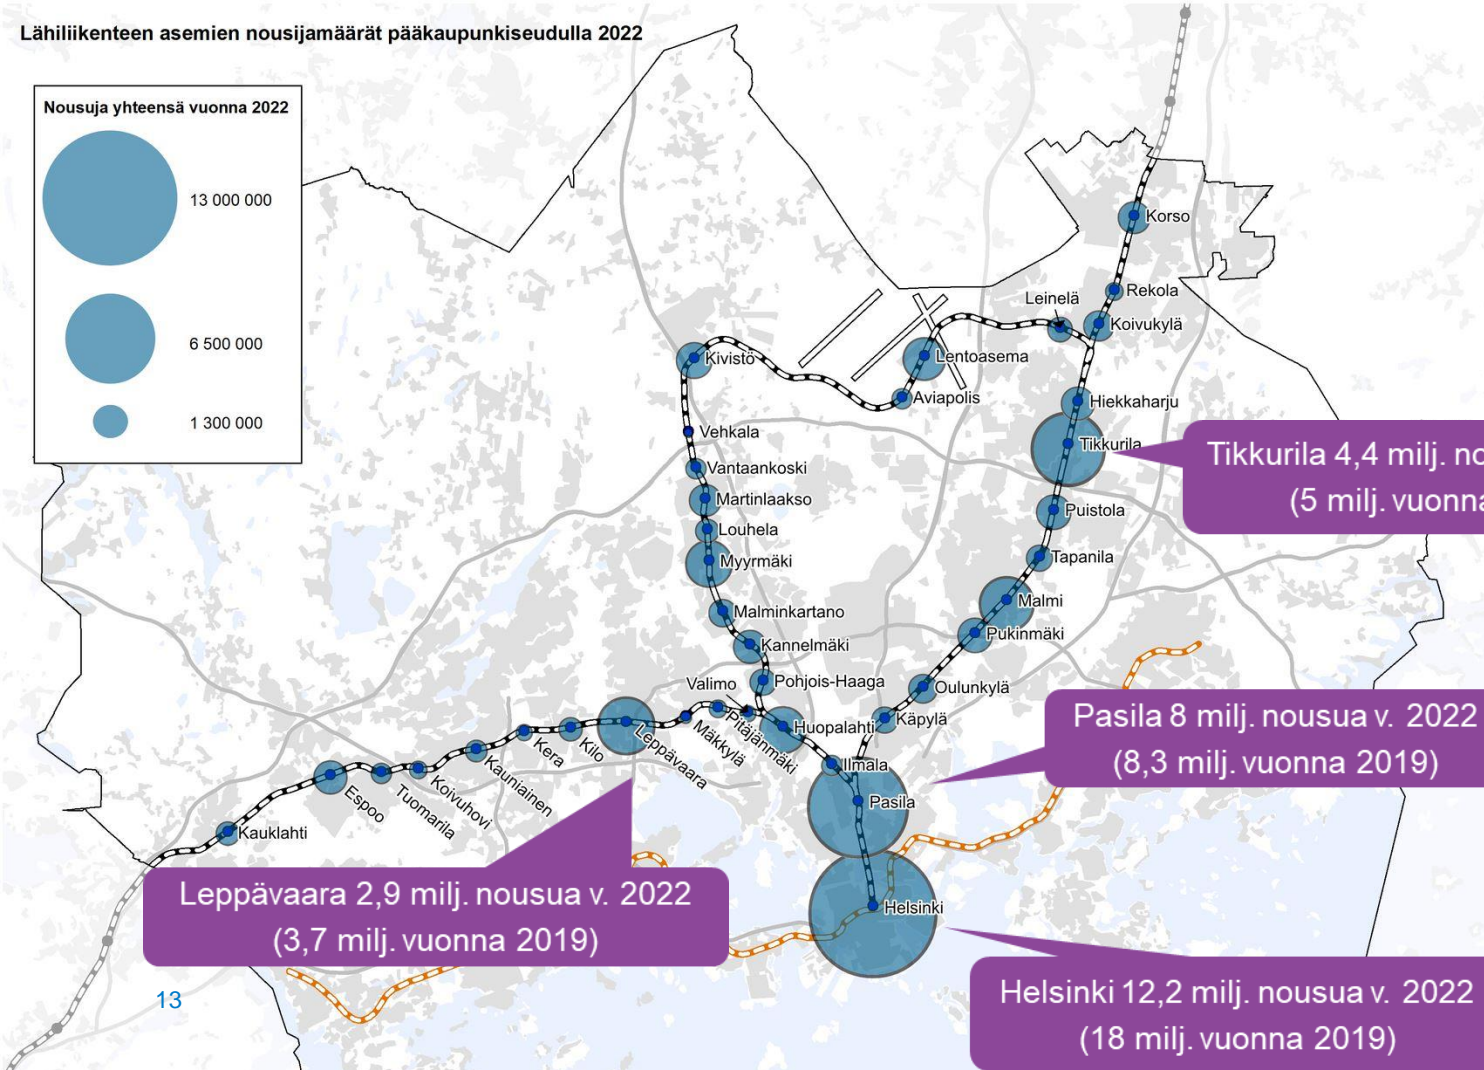 Lähiliikenteen asemien nousijamäärät pääkaupunkiseudulla 2022
Nousuja yhteensä vuonna 2022
13 000 000
6 500 000
1 300 000
Korso
Rekola
Leinelä
Koivukylä
Kivistö
Lentoasema
Aviapolis
Hiekkaharju
Vehkala
Tikkurila
Tikkurila 4,4 milj.
(5 milj. vuonna
Vantaankoski
Martinlaakso
Puistola
Louhela
Myyrmäki
Tapanila
Malmi
Malminkartano
Pukinmäki
Kannelmäki
Pohjois-Haaga
Oulunkylä
Valimo
Käpylä
Huopalahti
Pitäjänmäki
Mäkkylä
Leppävaara
Kilo
Kera
Kauniainen
Koivuhovi
Tuomarila
Espoo
Kauklahti
Ilmala
Pasila
Pasila 8 milj. nousua v. 2022
(8,3 milj. vuonna 2019)
Leppävaara 2,9 milj. nousua v. 2022
(3,7 milj. vuonna 2019)
Helsinki
Helsinki 12,2 milj. nousua v. 2022
(18 milj. vuonna 2019)
13